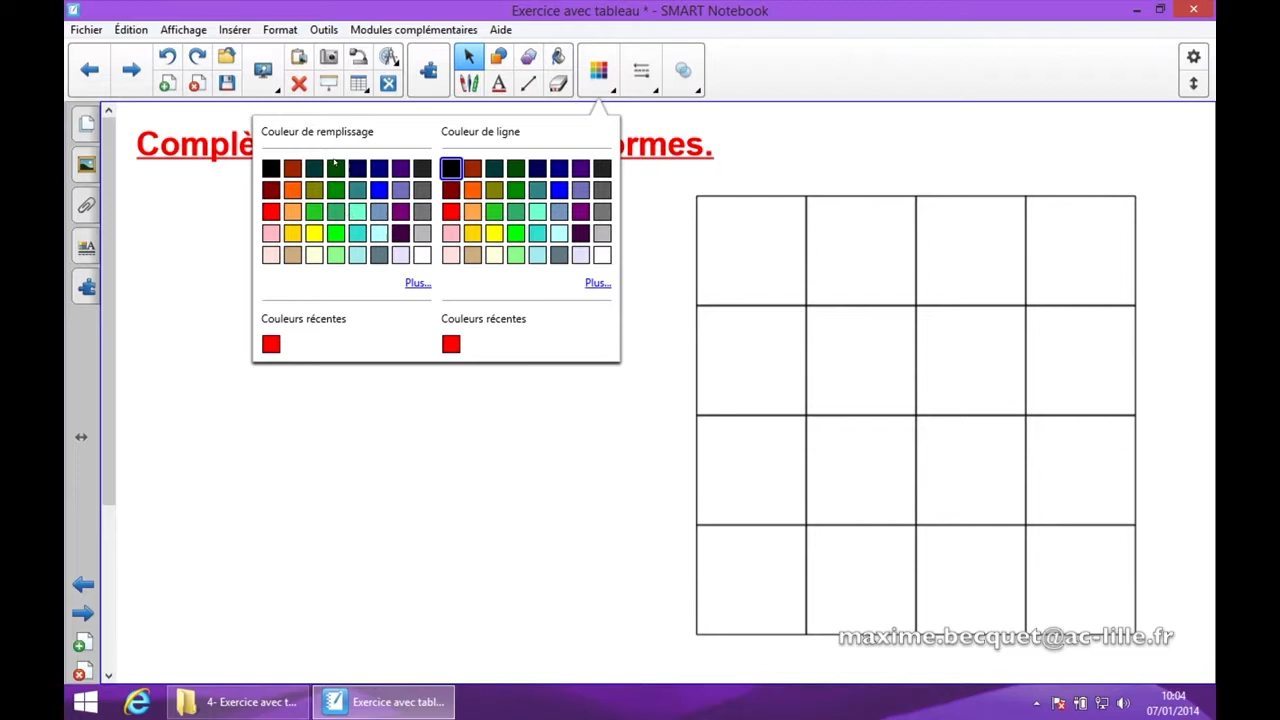 Exercice avec tableau * - SMART Notebook
Fichier Édition Affichage Insérer Format Outils Modules complémentaires Aide
Complè
ormes.
Couleur de remplissage
Couleur de ligne
Plus...
Plus...
Couleurs récentes
Couleurs récentes
maxime.becquet@ac-lille.fr
4- Exercice avec t...
Exercice avec tabl...
10:04
07/01/2014